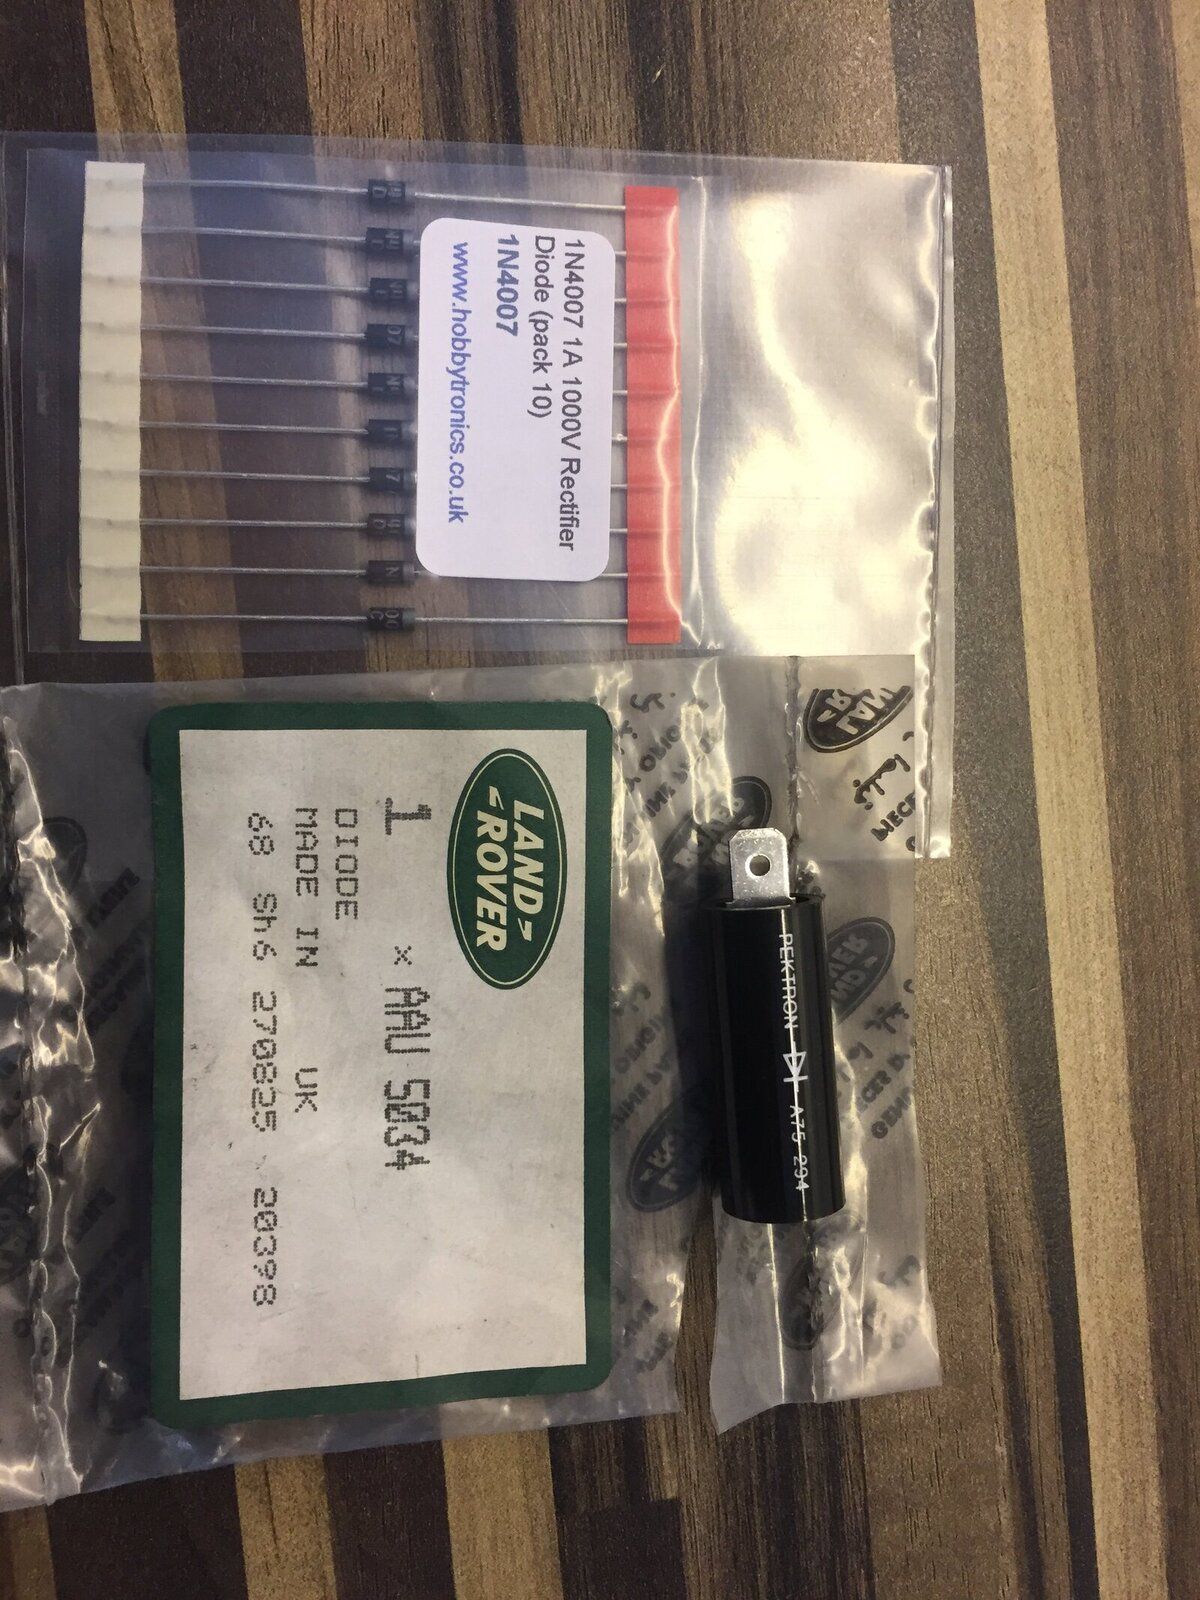 1N4007 1A 1000V Rectifier
Diode (pack 10)
1N4007
www.hobbytronics.co.uk
LAND
ROVER
1 x AAU 5034
DIODE
MADE IN UK
68 Sh6 270825 20398
PEKTRON A75 294